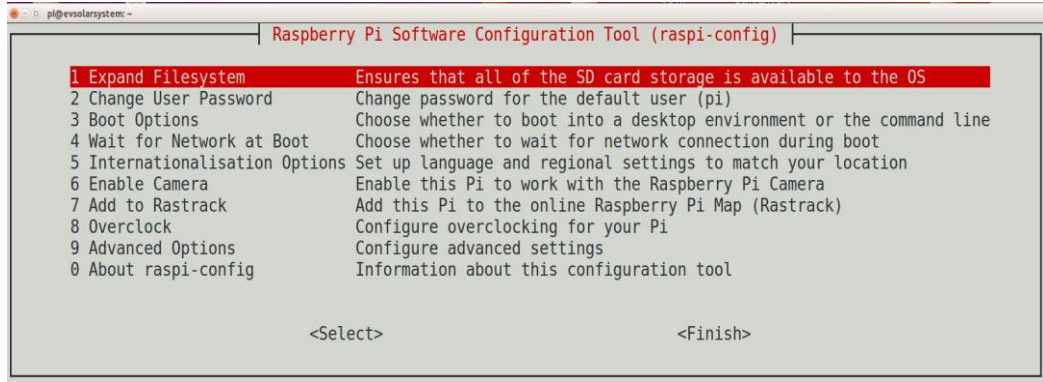 pi@evsolarsystem: ~
Raspberry Pi Software Configuration Tool (raspi-config)
1 Expand Filesystem Ensures that all of the SD card storage is available to the OS
2 Change User Password Change password for the default user (pi)
3 Boot Options Choose whether to boot into a desktop environment or the command line
4 Wait for Network at Boot Choose whether to wait for network connection during boot
5 Internationalisation Options Set up language and regional settings to match your location
6 Enable Camera Enable this Pi to work with the Raspberry Pi Camera
7 Add to Rastrack Add this Pi to the online Raspberry Pi Map (Rastrack)
8 Overclock Configure overclocking for your Pi
9 Advanced Options Configure advanced settings
0 About raspi-config Information about this configuration tool
<Select> <Finish>